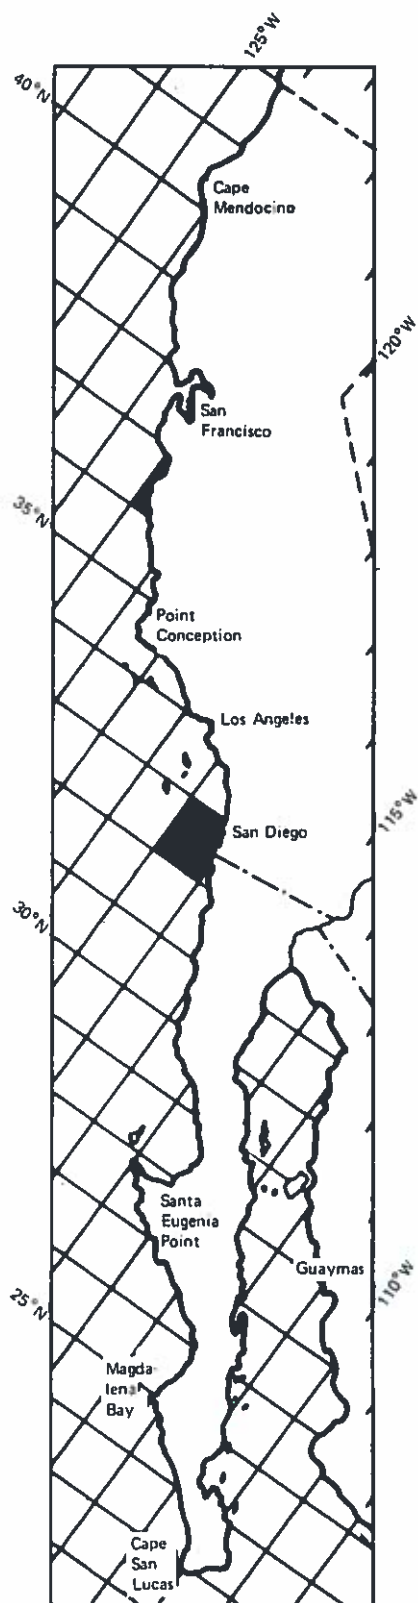 125°W
40°N
Cape
Mendocino
120°W
San
Francisco
35°N
Point
Conception
Los Angeles
115°W
San Diego
30°N
Santa
Eugenia
Point
Guaymas
110°W
25°N
Magda
lena
Bay
Cape
San
Lucas